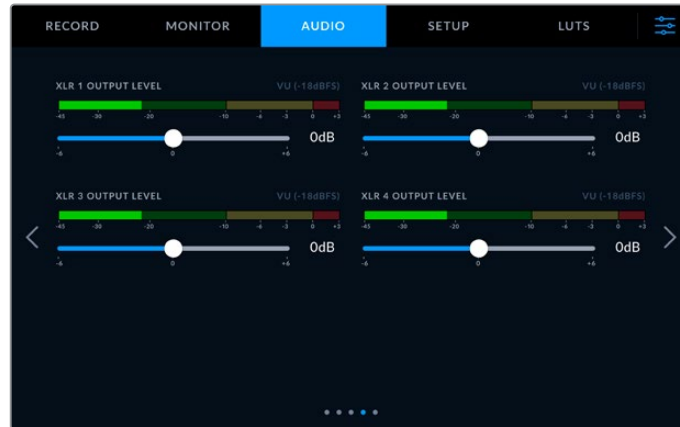 RECORD MONITOR AUDIO SETUP LUTS
XLR 1 OUTPUT LEVEL VU (-18dBFS) XLR 2 OUTPUT LEVEL VU (-18dBFS)
-45 -30 -20 -10 -6 -3 0 +3 -45 -30 -20 -10 -6 -3 0 +3
0dB 0dB
-6 0 +6 -6 0 +6
XLR 3 OUTPUT LEVEL VU (-18dBFS) XLR 4 OUTPUT LEVEL VU (-18dBFS)
-45 -30 -20 -10 -6 -3 0 +3 -45 -30 -20 -10 -6 -3 0 +3
0dB 0dB
-6 0 +6 -6 0 +6